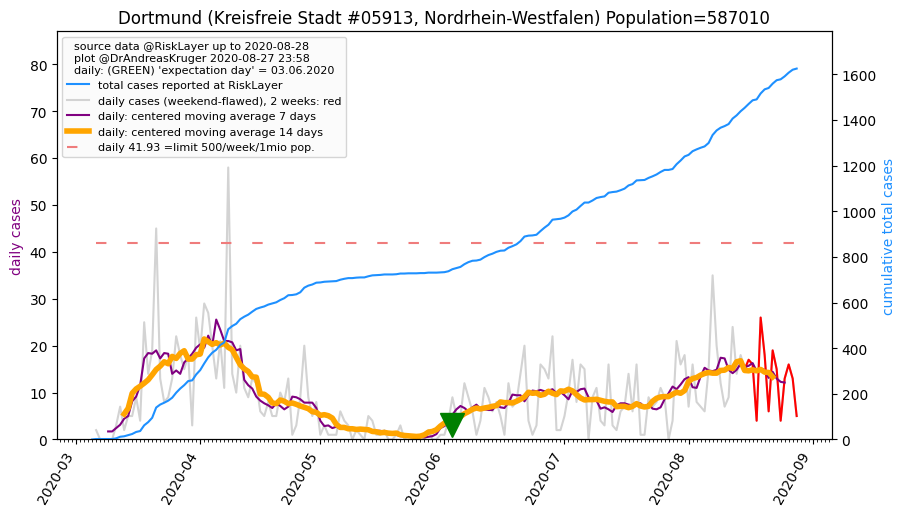 Dortmund (Kreisfreie Stadt #05913, Nordrhein-Westfalen) Population=587010
source data @RiskLayer up to 2020-08-28
plot @DrAndreasKruger 2020-08-27 23:58
daily: (GREEN) 'expectation day' = 03.06.2020
total cases reported at RiskLayer
daily cases (weekend-flawed), 2 weeks: red
daily: centered moving average 7 days
daily: centered moving average 14 days
daily 41.93 =limit 500/week/1mio pop.
daily cases
80
70
60
50
40
30
20
10
0
cumulative total cases
1600
1400
1200
1000
800
600
400
200
0
2020-03
2020-04
2020-05
2020-06
2020-07
2020-08
2020-09